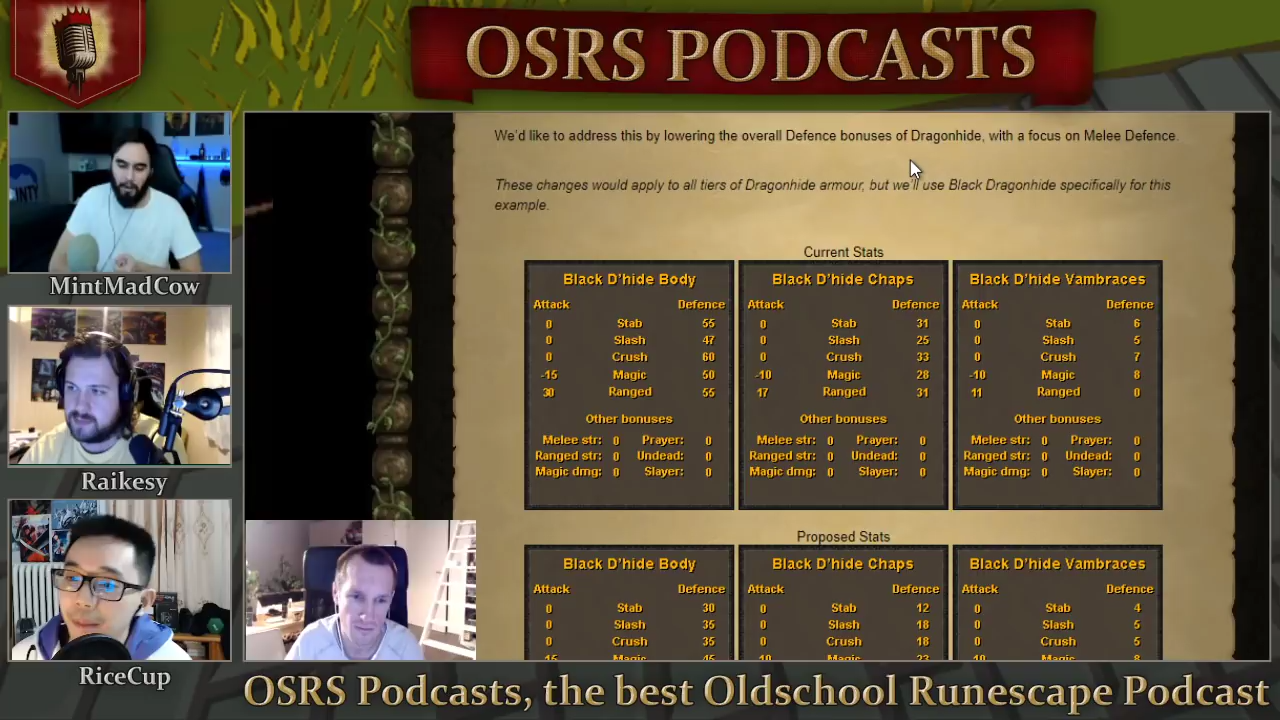 OSRS PODCASTS
We'd like to address this by lowering the overall Defence bonuses of Dragonhide, with a focus on Melee Defence.
These changes would apply to all tiers of Dragonhide armour, but we'll use Black Dragonhide specifically for this
example.
Current Stats
Black D'hide Body
Attack Defence
0 Stab 55
0 Slash 47
0 Crush 60
-15 Magic 50
30 Ranged 55
Other bonuses
Melee str: 0 Prayer: 0
Ranged str: 0 Undead: 0
Magic dmg: 0 Slayer: 0
Black D'hide Chaps
Attack Defence
0 Stab 31
0 Slash 25
0 Crush 33
-10 Magic 28
17 Ranged 31
Other bonuses
Melee str: 0 Prayer: 0
Ranged str: 0 Undead: 0
Magic dmg: 0 Slayer: 0
Black D'hide Vambraces
Attack Defence
0 Stab 6
0 Slash 5
0 Crush 7
-10 Magic 8
11 Ranged 0
Other bonuses
Melee str: 0 Prayer: 0
Ranged str: 0 Undead: 0
Magic dmg: 0 Slayer: 0
Proposed Stats
Black D'hide Body
Attack Defence
0 Stab 30
0 Slash 35
0 Crush 35
Magic 45
Black D'hide Chaps
Attack Defence
0 Stab 12
0 Slash 18
0 Crush 18
Magic 23
Black D'hide Vambraces
Attack Defence
0 Stab 4
0 Slash 5
0 Crush 5
Magic 8
MintMadCow
Raikesy
RiceCup
OSRS Podcasts, the best Oldschool Runescape Podcast